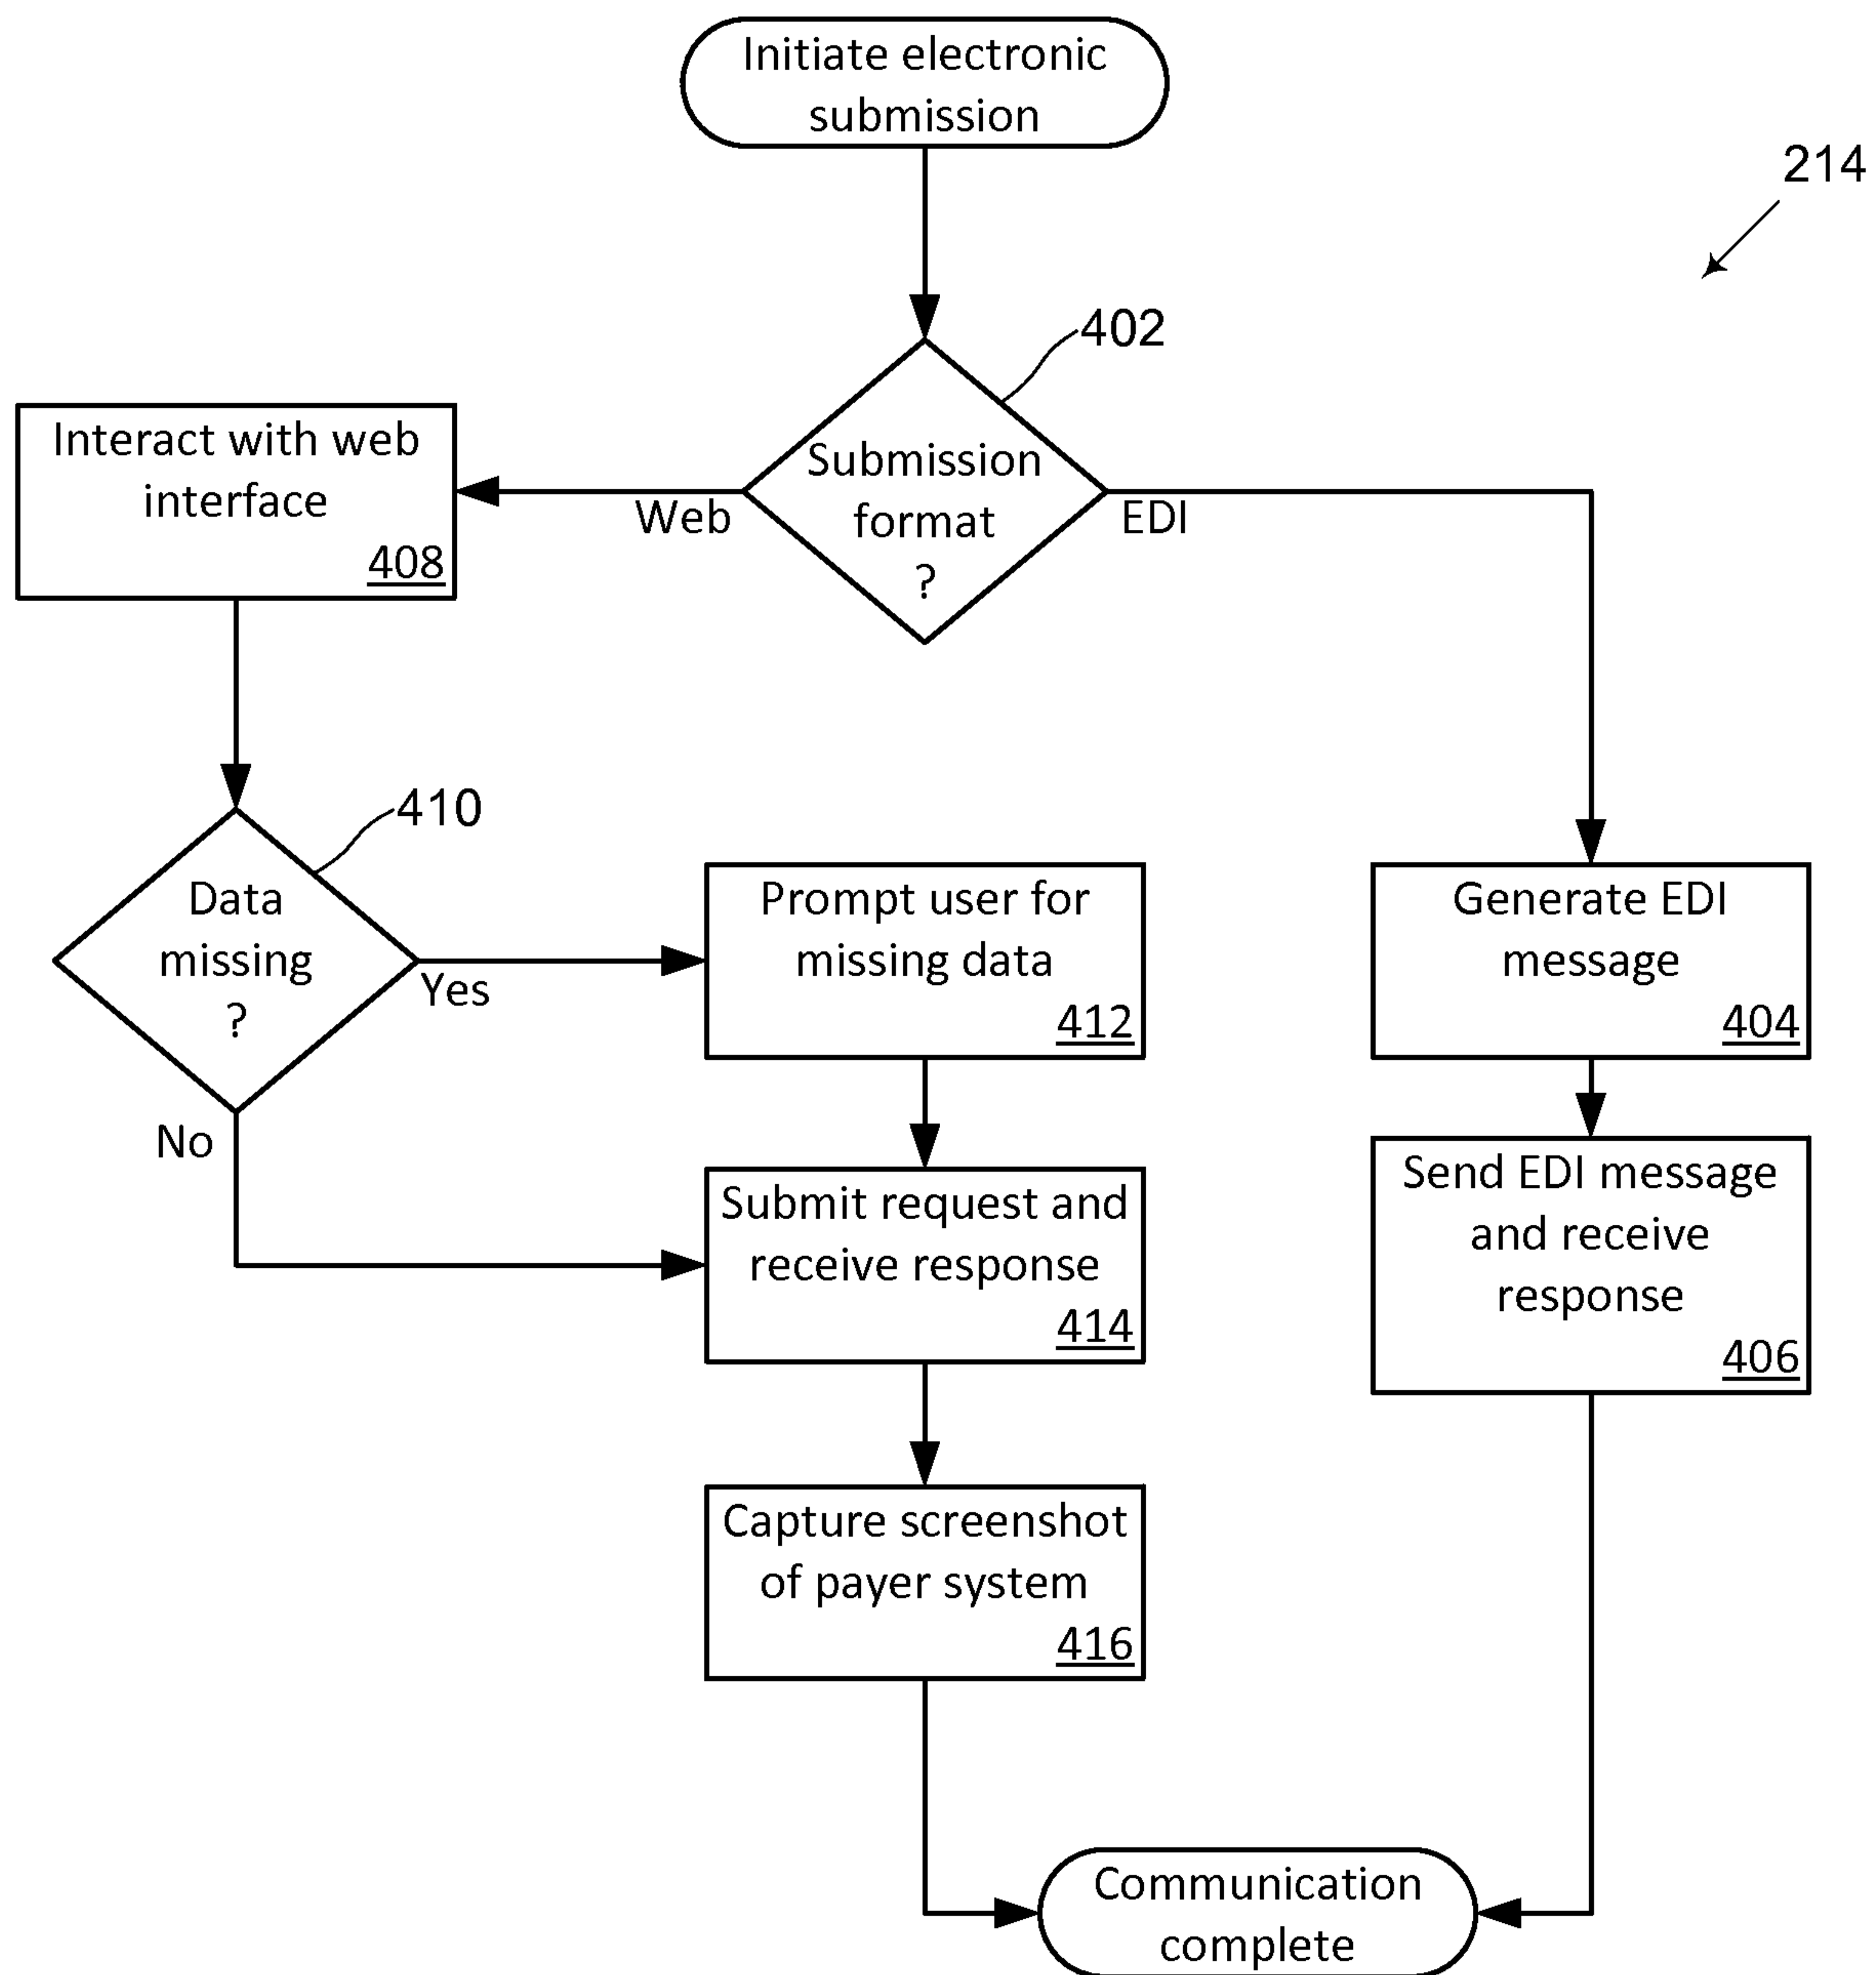 Initiate electronic
submission
214
402
Submission
format
?
Web
EDI
Interact with web
interface
408
410
Data
missing
?
Yes
No
Prompt user for
missing data
412
Generate EDI
message
404
Submit request and
receive response
414
Send EDI message
and receive
response
406
Capture screenshot
of payer system
416
Communication
complete